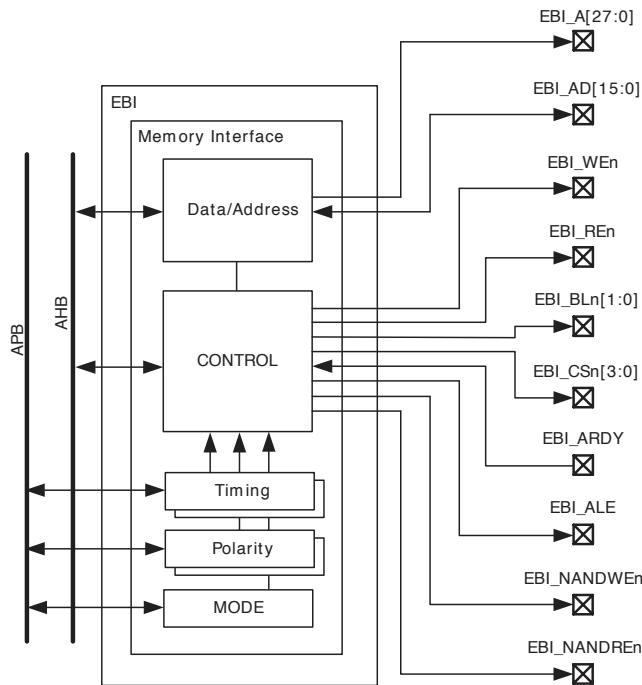 EBI_A[27:0]
EBI
EBI_AD[15:0]
Memory Interface
Data/Address
EBI_WEn
EBI_REn
EBI_BLn[1:0]
APB
AHB
CONTROL
EBI_CSn[3:0]
EBI_ARDY
Timing
EBI_ALE
Polarity
EBI_NANDWEn
MODE
EBI_NANDREn